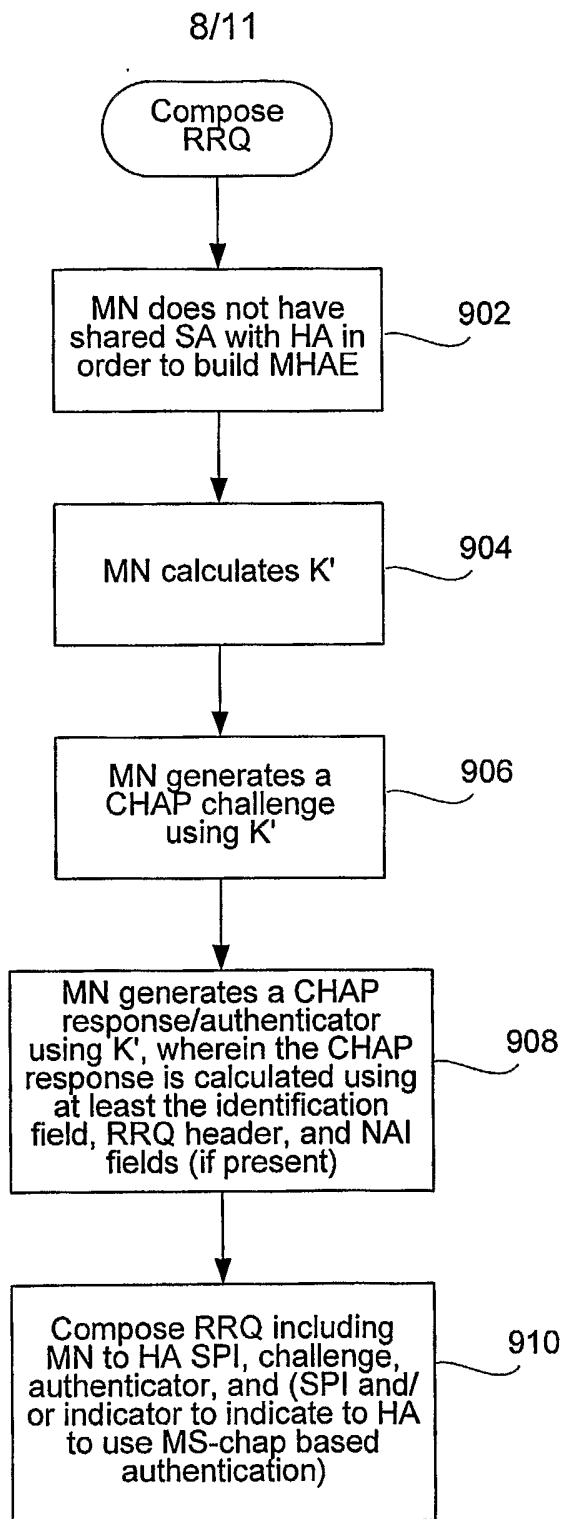 8/11
Compose
RRQ
MN does not have
shared SA with HA in
order to build MHAE
902
MN calculates K'
904
MN generates a
CHAP challenge
using K'
906
MN generates a CHAP
response/authenticator
using K', wherein the CHAP
response is calculated using
at least the identification
field, RRQ header, and NAI
fields (if present)
908
Compose RRQ including
MN to HA SPI, challenge,
authenticator, and (SPI and/
or indicator to indicate to HA
to use MS-chap based
authentication)
910